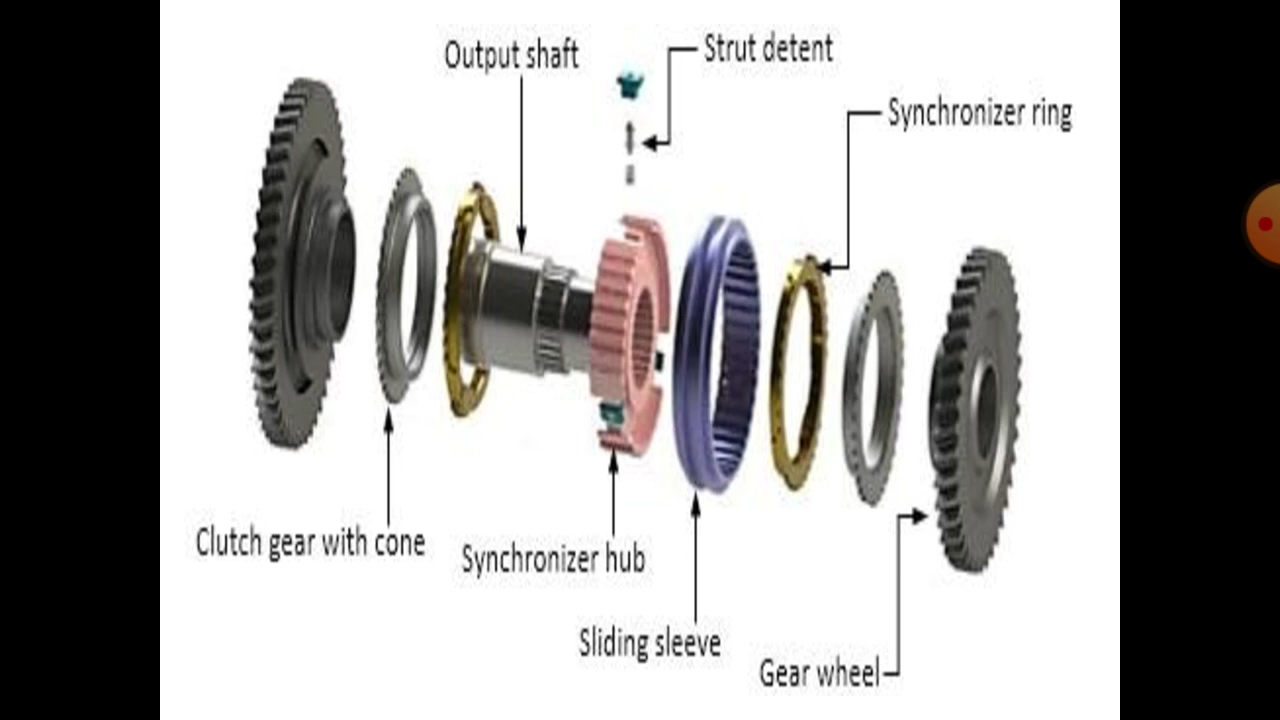 Output shaft
Strut detent
Synchronizer ring
Clutch gear with cone
Synchronizer hub
Sliding sleeve
Gear wheel